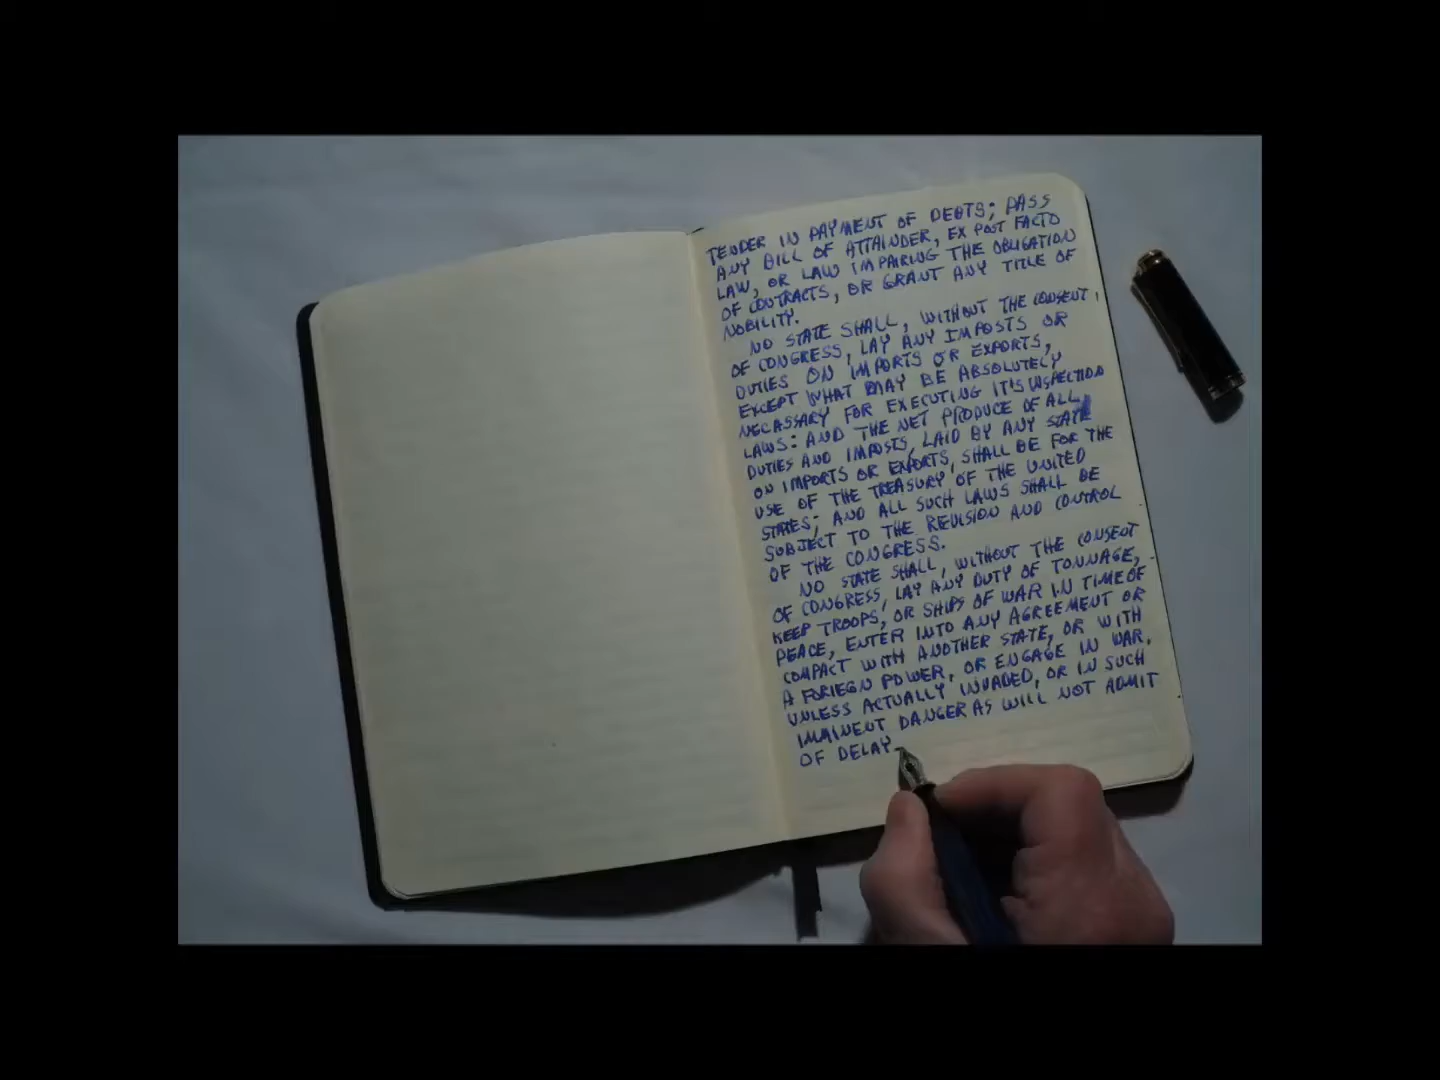 TENDER IN PAYMENT OF DEBTS; PASS
ANY BILL OF ATTAINDER, EX POST FACTO
LAW, OR LAW IMPAIRING THE OBLIGATION
OF CONTRACTS, OR GRANT ANY TITLE OF
NOBILITY.
NO STATE SHALL, WITHOUT THE CONSENT
OF CONGRESS, LAY ANY IMPOSTS OR
DUTIES ON IMPORTS OR EXPORTS,
EXCEPT WHAT MAY BE ABSOLUTELY
NECASSARY FOR EXECUTING IT'S INSPECTION
LAWS: AND THE NET PRODUCE OF ALL
DUTIES AND IMPOSTS, LAID BY ANY STATE
ON IMPORTS OR EXPORTS, SHALL BE FOR THE
USE OF THE TREASURY OF THE UNITED
STATES; AND ALL SUCH LAWS SHALL BE
SUBJECT TO THE REVISION AND CONTROL
OF THE CONGRESS.
NO STATE SHALL, WITHOUT THE CONSENT
OF CONGRESS, LAY ANY DUTY OF TONNAGE,
KEEP TROOPS, OR SHIPS OF WAR IN TIME OF
PEACE, ENTER INTO ANY AGREEMENT OR
COMPACT WITH ANOTHER STATE, OR WITH
A FORIEGN POWER, OR ENGAGE IN WAR,
UNLESS ACTUALLY INVADED, OR IN SUCH
IMMINENT DANGER AS WILL NOT ADMIT
OF DELAY